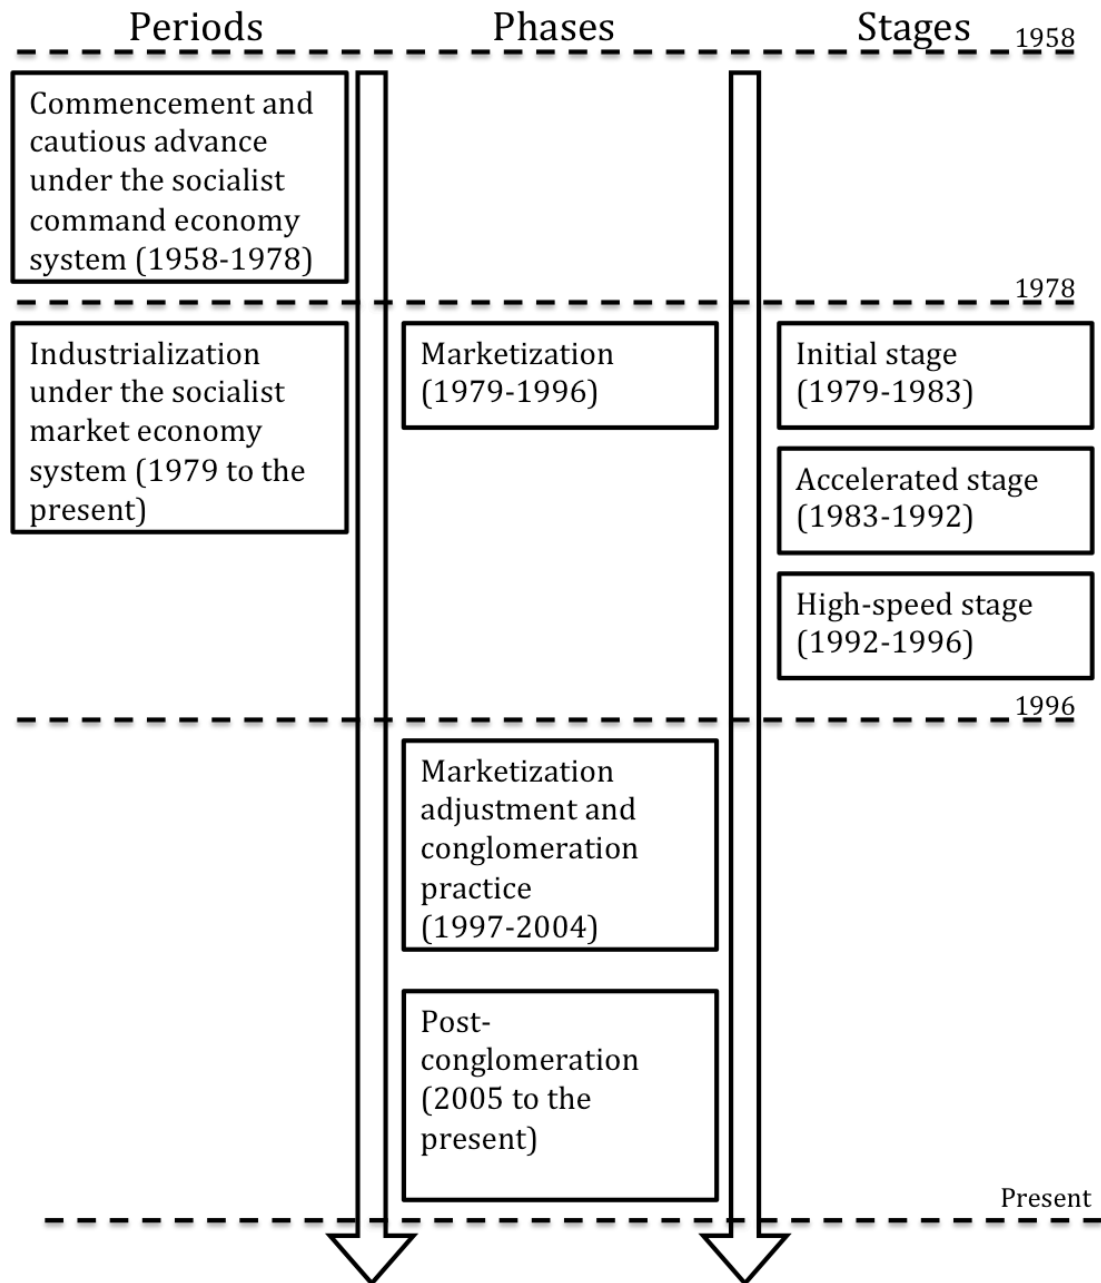 Periods
Phases
Stages
1958
Commencement and
cautious advance
under the socialist
command economy
system (1958-1978)
1978
Industrialization
under the socialist
market economy
system (1979 to the
present)
Marketization
(1979-1996)
Initial stage
(1979-1983)
Accelerated stage
(1983-1992)
High-speed stage
(1992-1996)
1996
Marketization
adjustment and
conglomeration
practice
(1997-2004)
Post-
conglomeration
(2005 to the
present)
Present